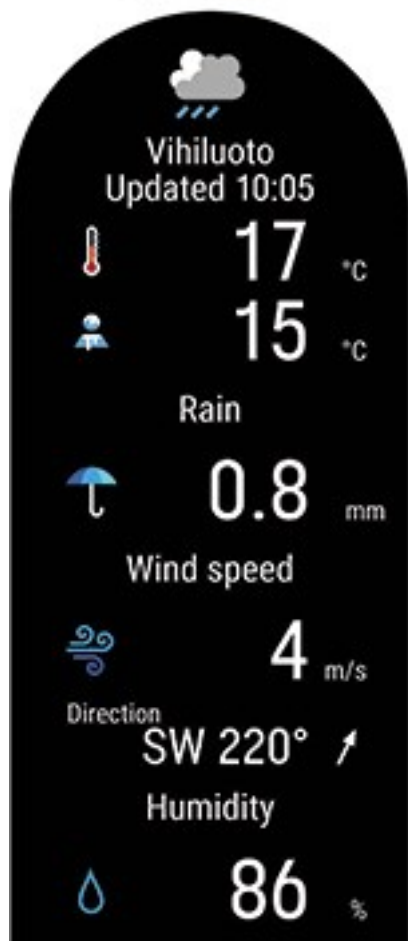 Vihiluoto
Updated 10:05
17 °C
15 °C
Rain
0.8 mm
Wind speed
4 m/s
Direction
SW 220°
Humidity
86 %